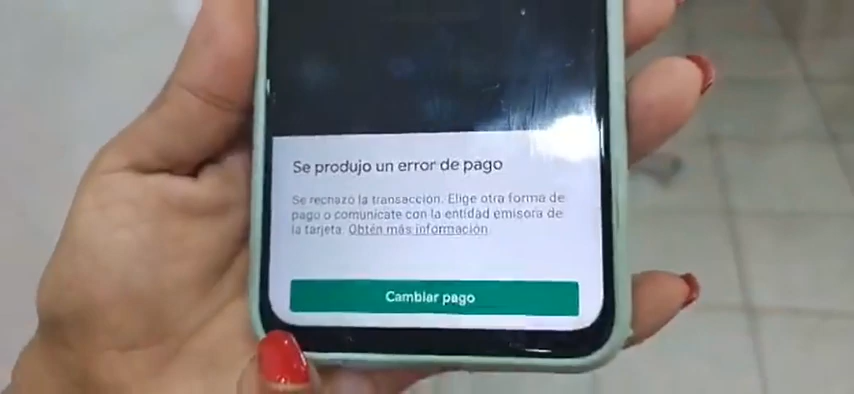 Se produjo un error de pago
Se rechazó la transacción. Elige otra forma de
pago o comunícate con la entidad emisora de
la tarjeta. Obtén más información
Cambiar pago